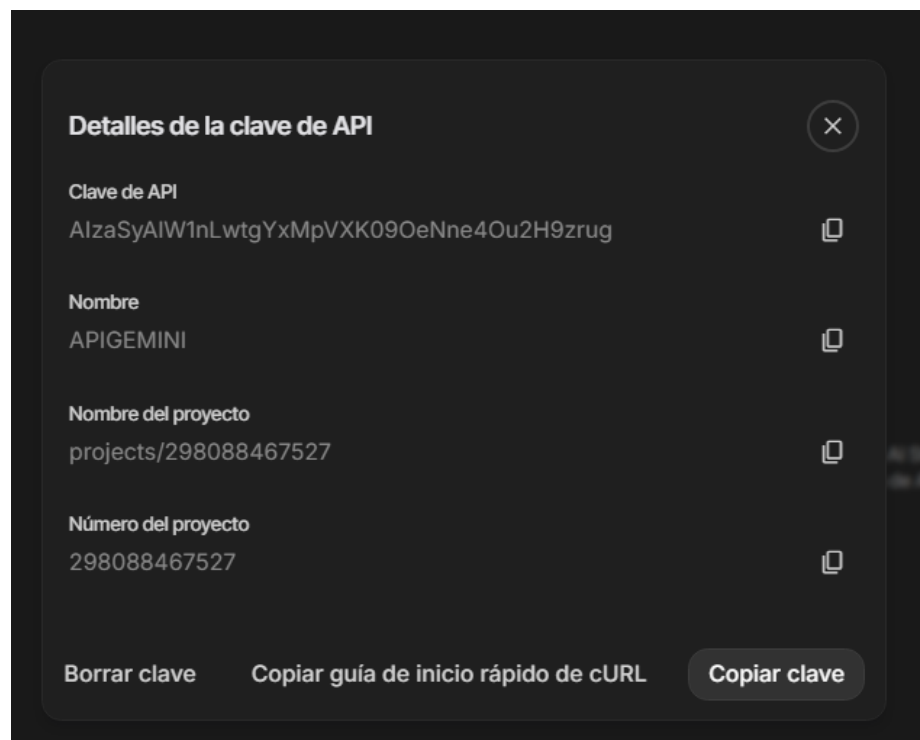 Detalles de la clave de API
Clave de API
AIzaSyAlW1nLwtgYxMpVXK09OeNne4Ou2H9zrug
Nombre
APIGEMINI
Nombre del proyecto
projects/298088467527
Número del proyecto
298088467527
Borrar clave Copiar guía de inicio rápido de cURL Copiar clave